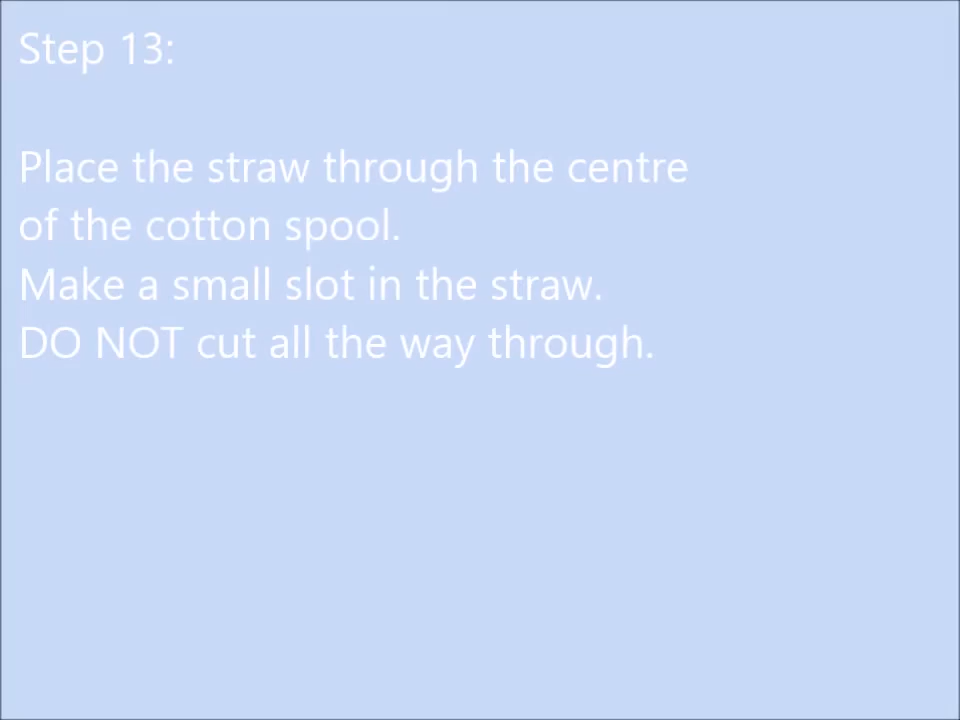 Step 13:
Place the straw through the centre
of the cotton spool.
Make a small slot in the straw.
DO NOT cut all the way through.